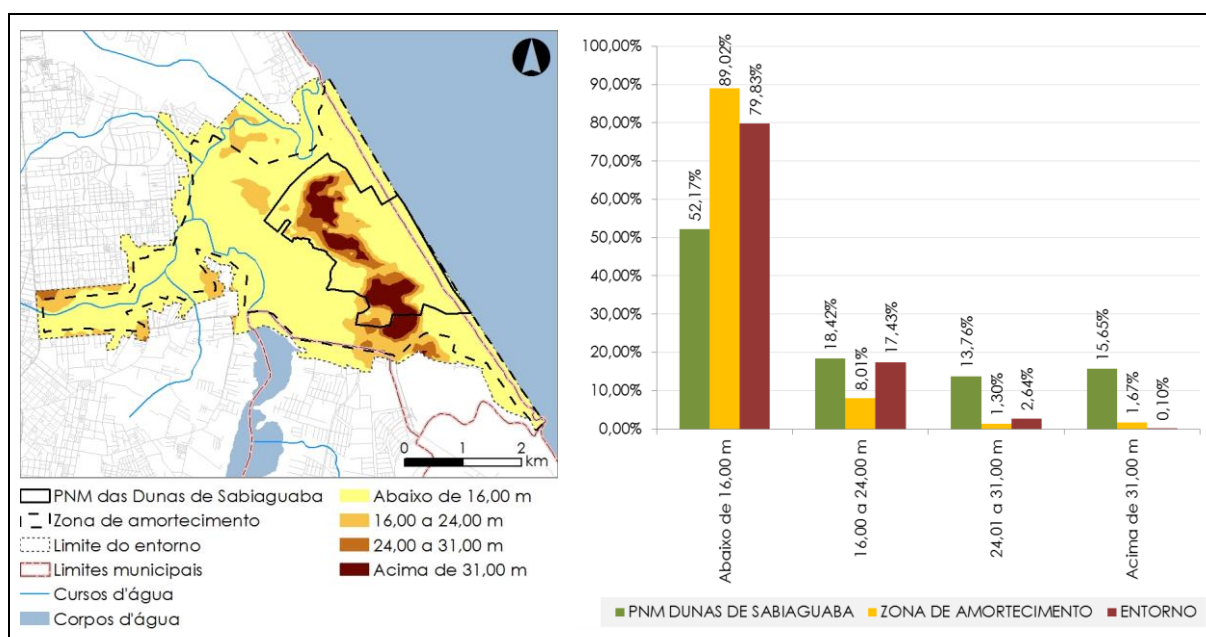 0 1 2
km
PNM das Dunas de Sabiaguaba
Zona de amortecimento
Limite do entorno
Limites municipais
Cursos d'água
Corpos d'água
Abaixo de 16,00 m
16,00 a 24,00 m
24,00 a 31,00 m
Acima de 31,00 m
100,00%
90,00%
80,00%
70,00%
60,00%
50,00%
40,00%
30,00%
20,00%
10,00%
0,00%
52,17%
89,02%
79,83%
18,42%
8,01%
17,43%
13,76%
1,30%
2,64%
15,65%
1,67%
0,10%
Abaixo de 16,00 m
16,00 a 24,00 m
24,01 a 31,00 m
Acima de 31,00 m
PNM DUNAS DE SABIAGUABA ZONA DE AMORTECIMENTO ENTORNO